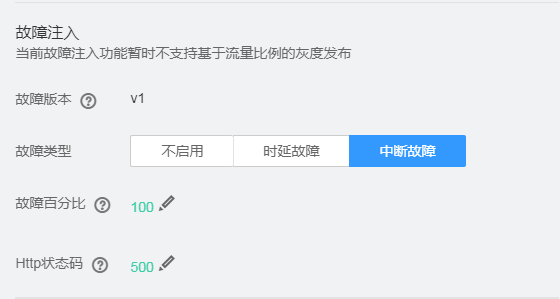 故障注入
当前故障注入功能暂时不支持基于流量比例的灰度发布
故障版本 ? v1
故障类型 不启用 时延故障 中断故障
故障百分比 ? 100
Http状态码 ? 500